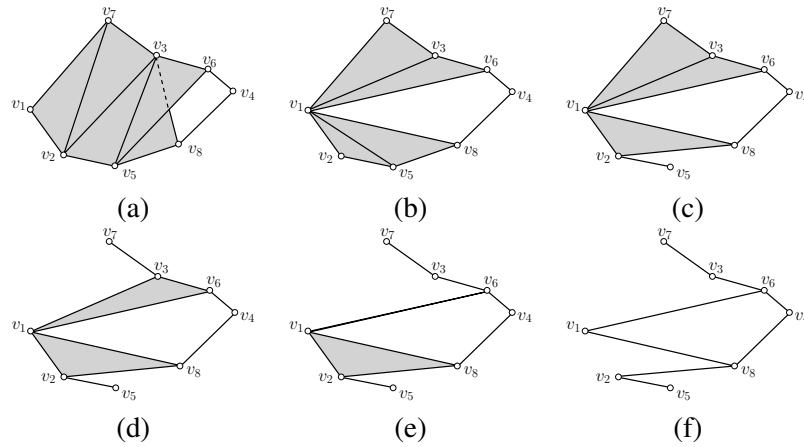 v₇ v₇ v₇
v₃ v₃ v₃
v₆ v₆ v₆
v₄ v₄
v₁ v₁ v₁
v₂ v₈ v₂ v₈ v₂ v₈
v₅ v₅ v₅
(a) (b) (c)
v₇ v₇ v₇
v₃ v₃ v₃
v₆ v₆ v₆
v₄ v₄
v₁ v₁ v₁
v₂ v₈ v₂ v₈ v₂ v₈
v₅ v₅ v₅
(d) (e) (f)